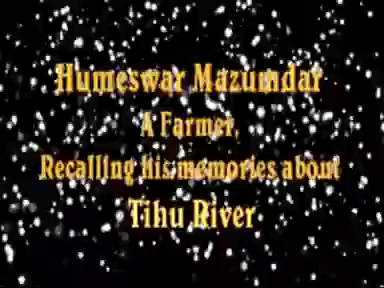 Humeswar Mazumdar
A Farmer,
Recalling his memories about
Tihu River